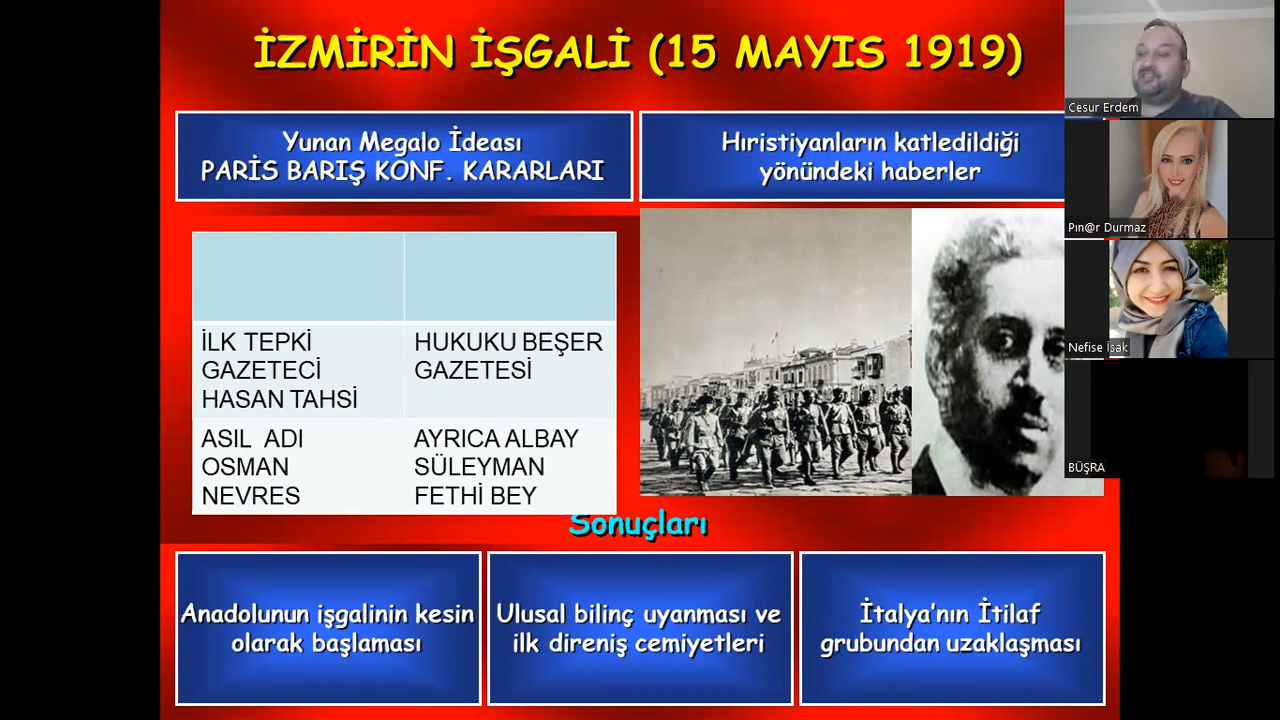 İZMİRİN İŞGALİ (15 MAYIS 1919)
Yunan Megalo İdeası
PARİS BARIŞ KONF. KARARLARI
Hıristiyanların katledildiği
yönündeki haberler
İLK TEPKİ
GAZETECİ
HASAN TAHSİ
HUKUKU BEŞER
GAZETESİ
ASIL ADI
OSMAN
NEVRES
AYRICA ALBAY
SÜLEYMAN
FETHİ BEY
Sonuçları
Anadolunun işgalinin kesin
olarak başlaması
Ulusal bilinç uyanması ve
ilk direniş cemiyetleri
İtalya’nın İtilaf
grubundan uzaklaşması
Cesur Erdem
Pın@r Durmaz
Nefise İsak
BÜŞRA